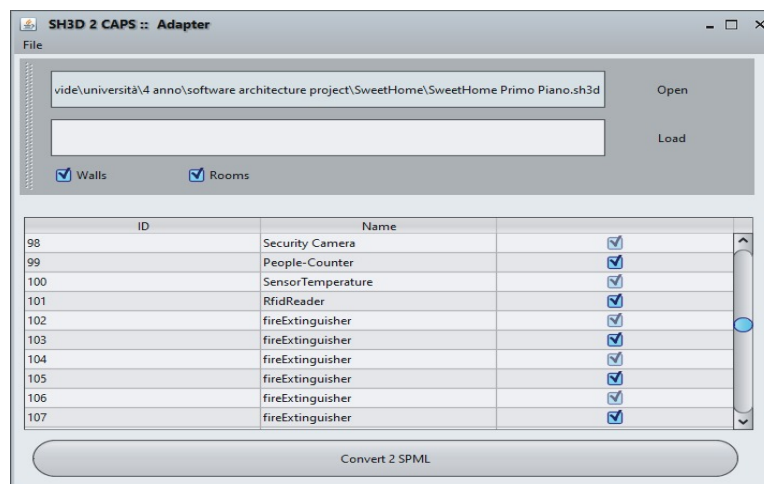 SH3D 2 CAPS :: Adapter
File
vide\università\4 anno\software architecture project\SweetHome\SweetHome Primo Piano.sh3d
Open
Load
Walls
Rooms
ID Name
98 Security Camera
99 People-Counter
100 SensorTemperature
101 RfidReader
102 fireExtinguisher
103 fireExtinguisher
104 fireExtinguisher
105 fireExtinguisher
106 fireExtinguisher
107 fireExtinguisher
Convert 2 SPML